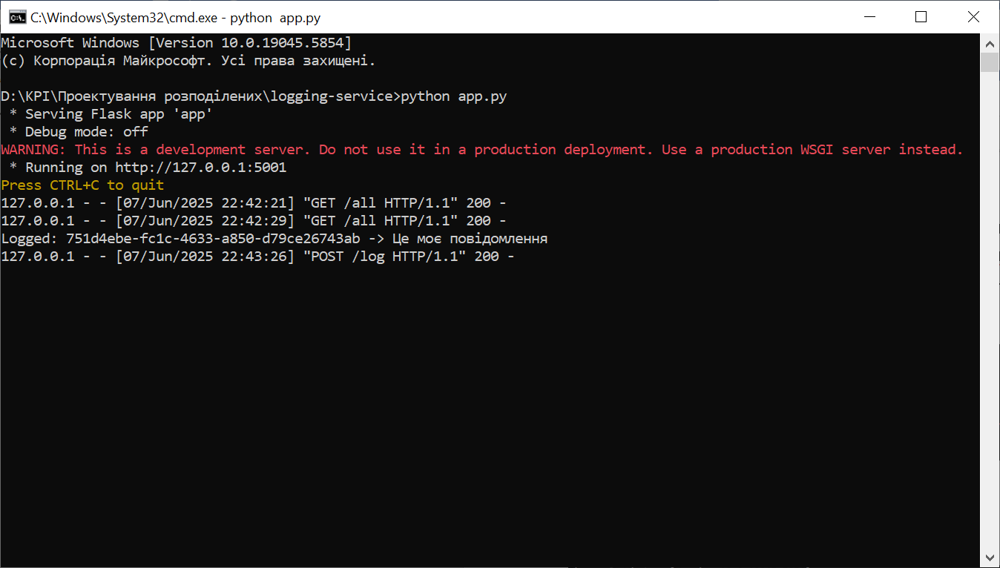 C:\Windows\System32\cmd.exe - python  app.py
Microsoft Windows [Version 10.0.19045.5854]
(c) Корпорація Майкрософт. Усі права захищені.
D:\KPI\Проектування розподілених\logging-service>python app.py
 * Serving Flask app 'app'
 * Debug mode: off
WARNING: This is a development server. Do not use it in a production deployment. Use a production WSGI server instead.
 * Running on http://127.0.0.1:5001
Press CTRL+C to quit
127.0.0.1 - - [07/Jun/2025 22:42:21] "GET /all HTTP/1.1" 200 -
127.0.0.1 - - [07/Jun/2025 22:42:29] "GET /all HTTP/1.1" 200 -
Logged: 751d4ebe-fc1c-4633-a850-d79ce26743ab -> Це моє повідомлення
127.0.0.1 - - [07/Jun/2025 22:43:26] "POST /log HTTP/1.1" 200 -